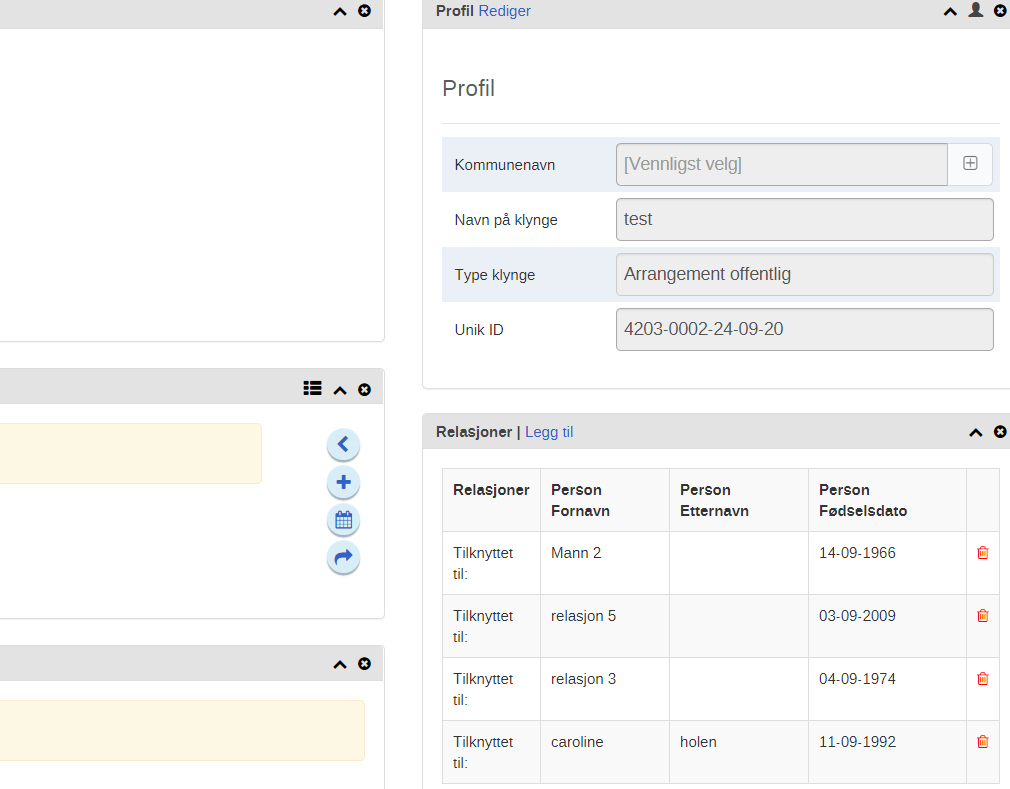 Profil Rediger
Profil
Kommunenavn [Vennligst velg]
Navn på klynge test
Type klynge Arrangement offentlig
Unik ID 4203-0002-24-09-20
Relasjoner | Legg til
Relasjoner Person Fornavn Person Etternavn Person Fødselsdato
Tilknyttet til: Mann 2 14-09-1966
Tilknyttet til: relasjon 5 03-09-2009
Tilknyttet til: relasjon 3 04-09-1974
Tilknyttet til: caroline holen 11-09-1992